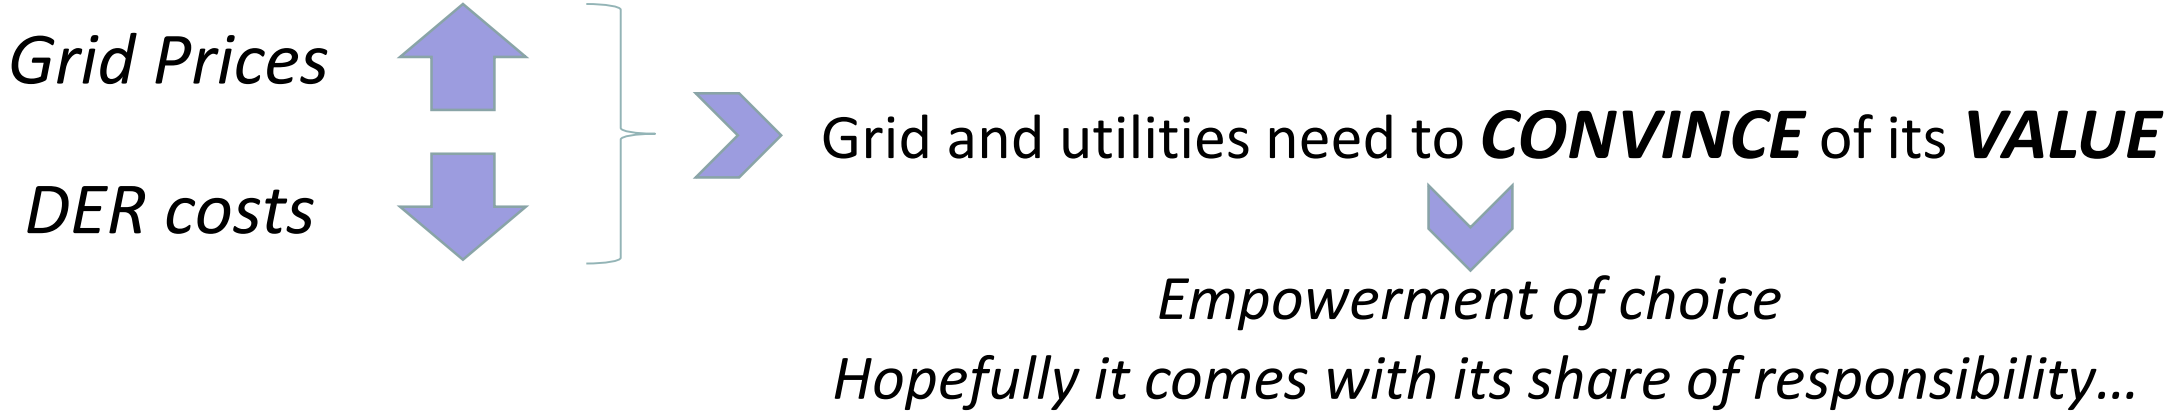 Grid Prices
DER costs
Grid and utilities need to CONVINCE of its VALUE
Empowerment of choice
Hopefully it comes with its share of responsibility...